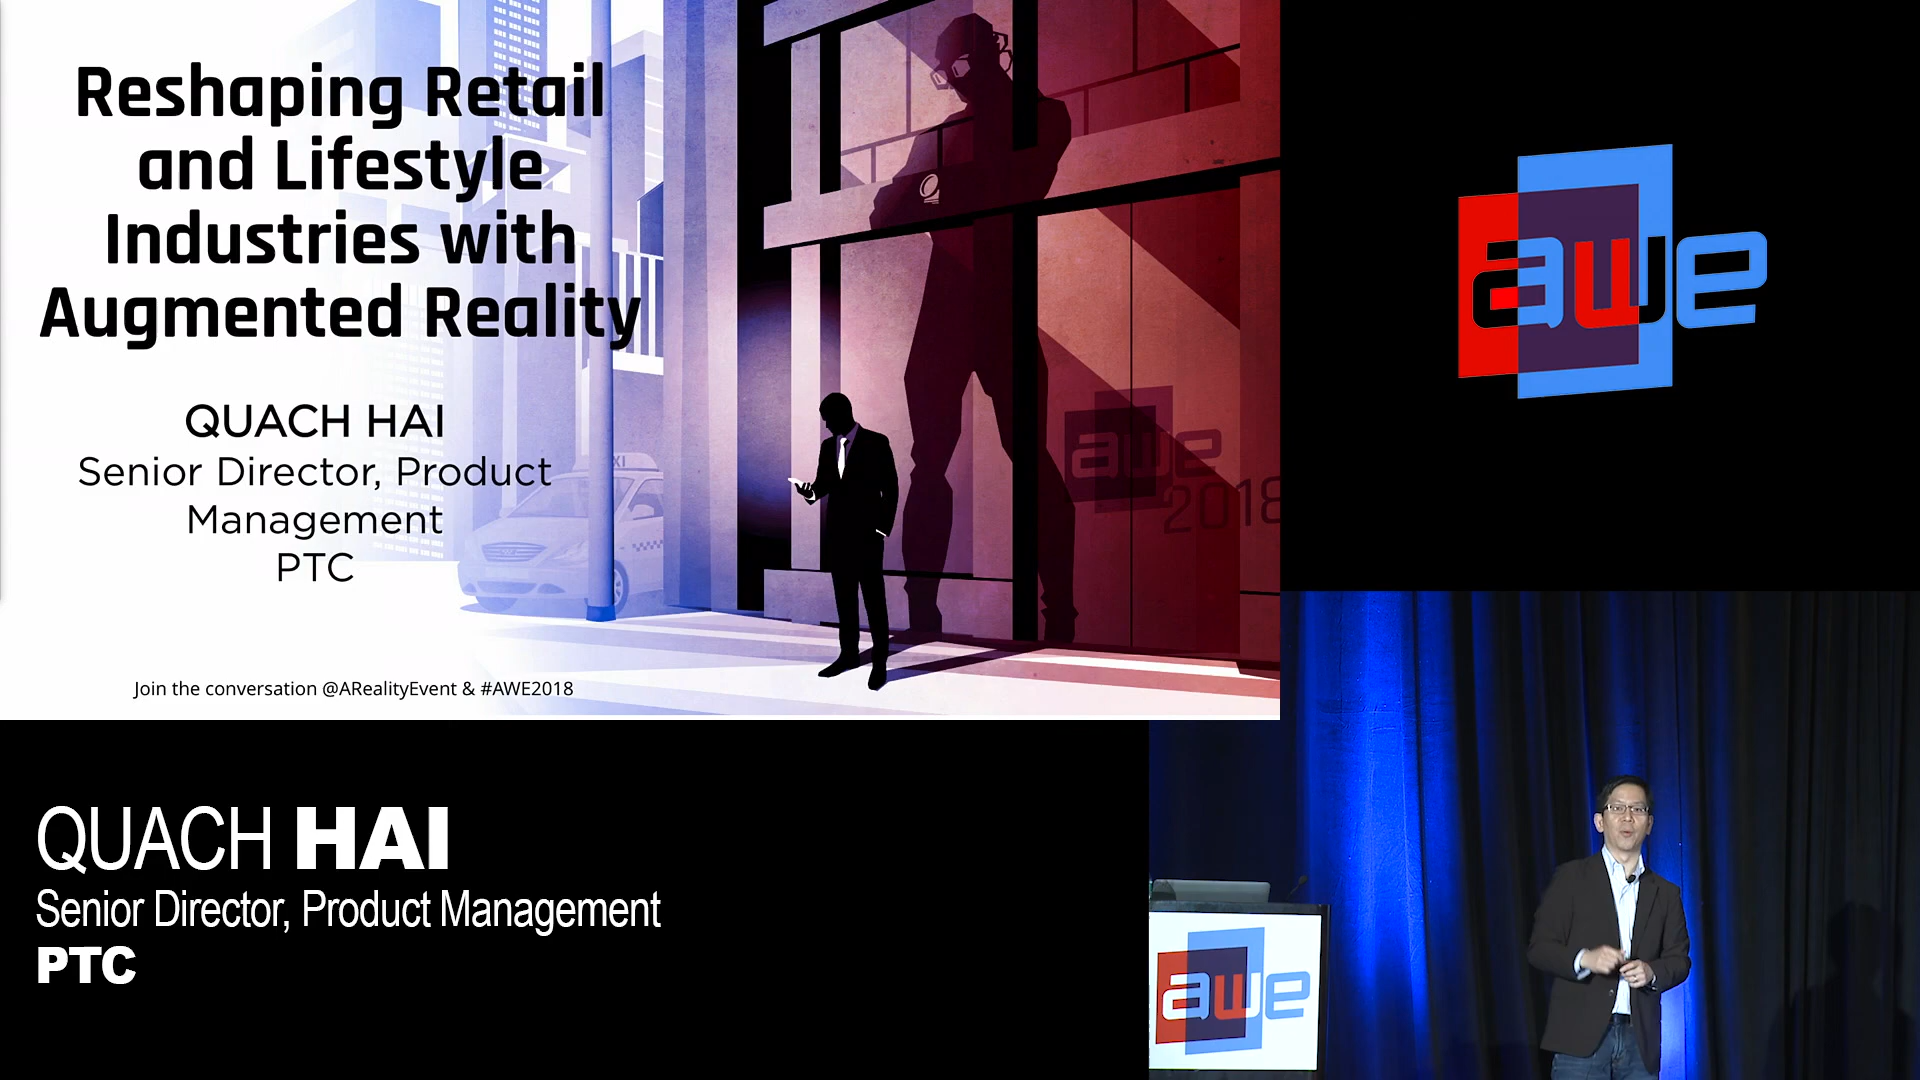 Reshaping Retail
and Lifestyle
Industries with
Augmented Reality
QUACH HAI
Senior Director, Product
Management
PTC
XI
awe
2018
Join the conversation @ARealityEvent & #AWE2018
awe
QUACH HAI
Senior Director, Product Management
PTC
awe